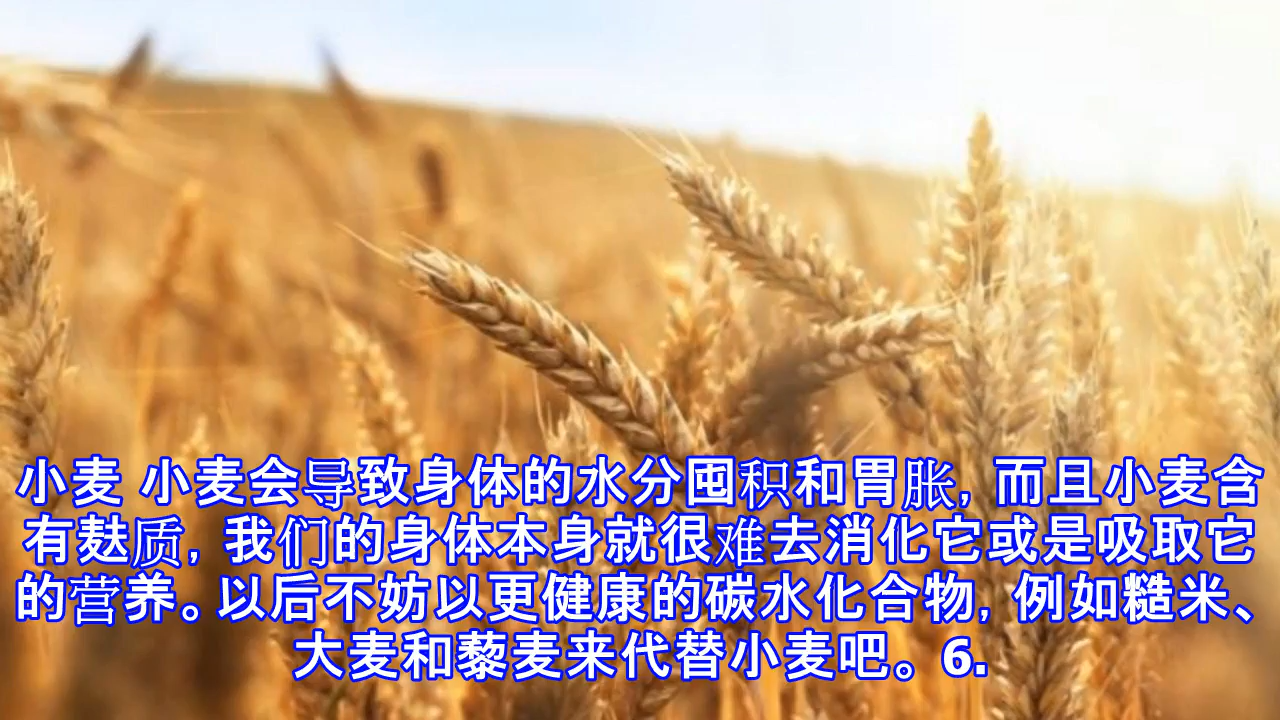 小麦 小麦会导致身体的水分囤积和胃胀, 而且小麦含
有麸质, 我们的身体本身就很难去消化它或是吸取它
的营养。以后不妨以更健康的碳水化合物, 例如糙米、
大麦和藜麦来代替小麦吧。6.